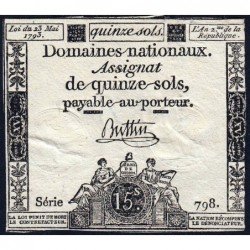 Loi du 23 Mai 1793.
quinze sols.
L'An 2.me de la République.
Domaines nationaux.
Assignat
de quinze-sols,
payable au porteur.
Buttin
15.s
Série 798.
LA LOI PUNIT DE MORT LE CONTREFACTEUR.
LA NATION RÉCOMPENSE LE DÉNONCIATEUR.